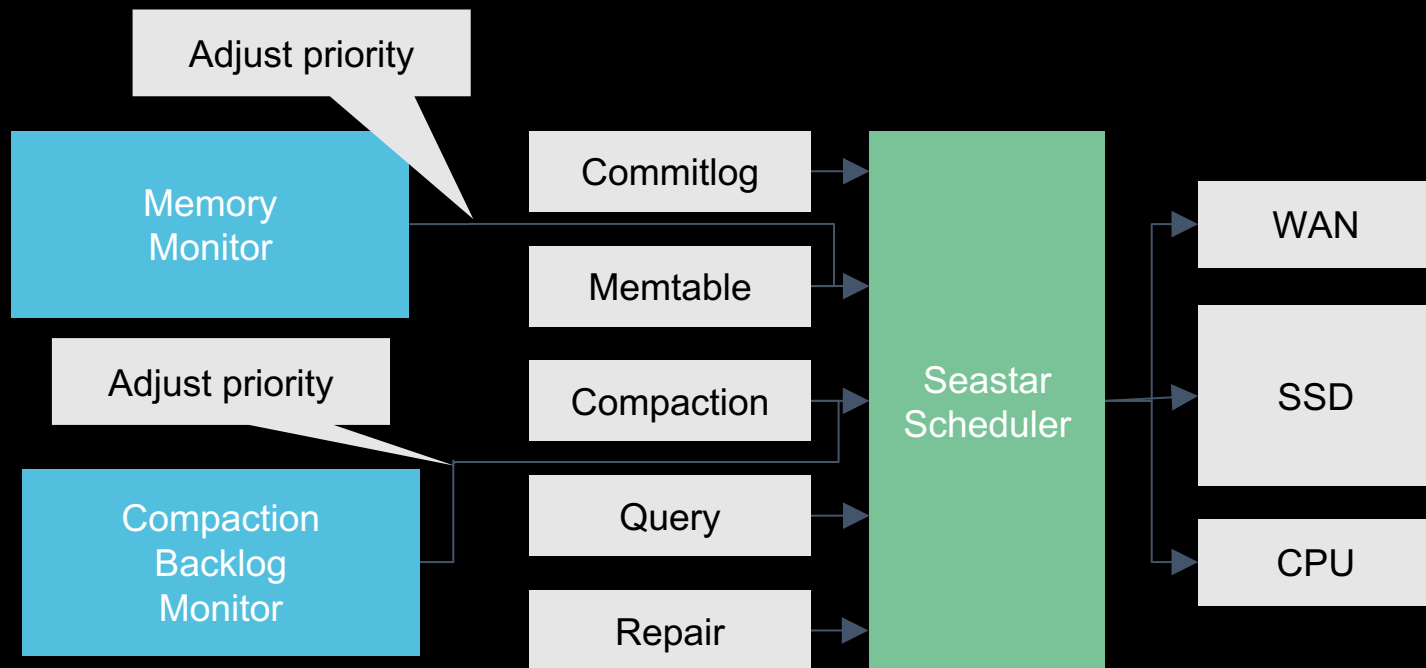 Adjust priority
Memory
Monitor
Adjust priority
Compaction
Backlog
Monitor
Commitlog
Memtable
Compaction
Query
Repair
Seastar
Scheduler
WAN
SSD
CPU